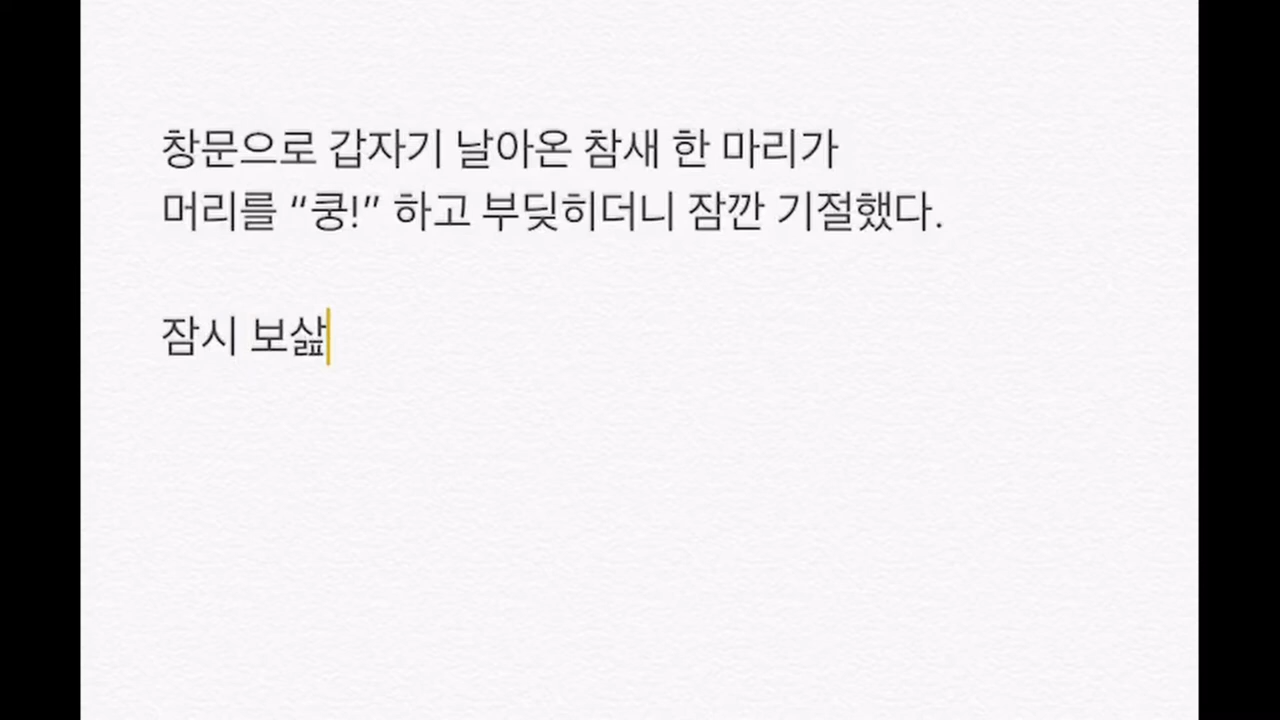 창문으로 갑자기 날아온 참새 한 마리가
머리를 “쿵!” 하고 부딪히더니 잠깐 기절했다.
잠시 보삶